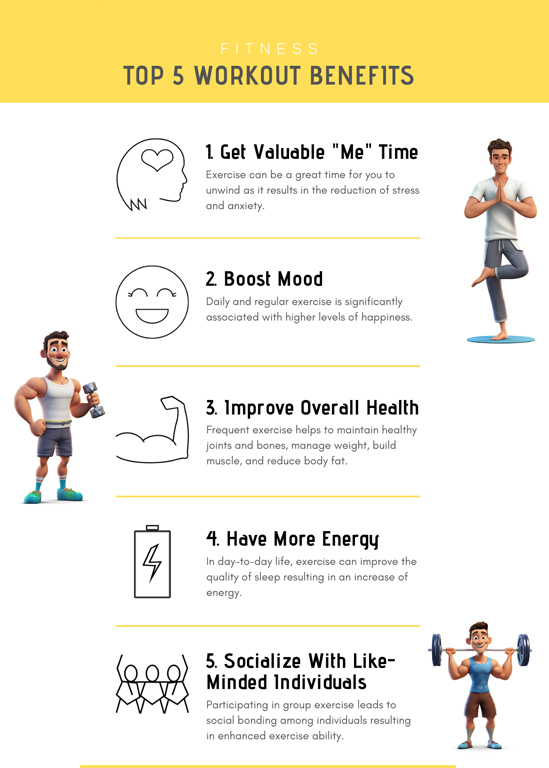 FITNESS
TOP 5 WORKOUT BENEFITS
1. Get Valuable "Me" Time
Exercise can be a great time for you to
unwind as it results in the reduction of stress
and anxiety.
2. Boost Mood
Daily and regular exercise is significantly
associated with higher levels of happiness.
3. Improve Overall Health
Frequent exercise helps to maintain healthy
joints and bones, manage weight, build
muscle, and reduce body fat.
4. Have More Energy
In day-to-day life, exercise can improve the
quality of sleep resulting in an increase of
energy.
5. Socialize With Like-
Minded Individuals
Participating in group exercise leads to
social bonding among individuals resulting
in enhanced exercise ability.